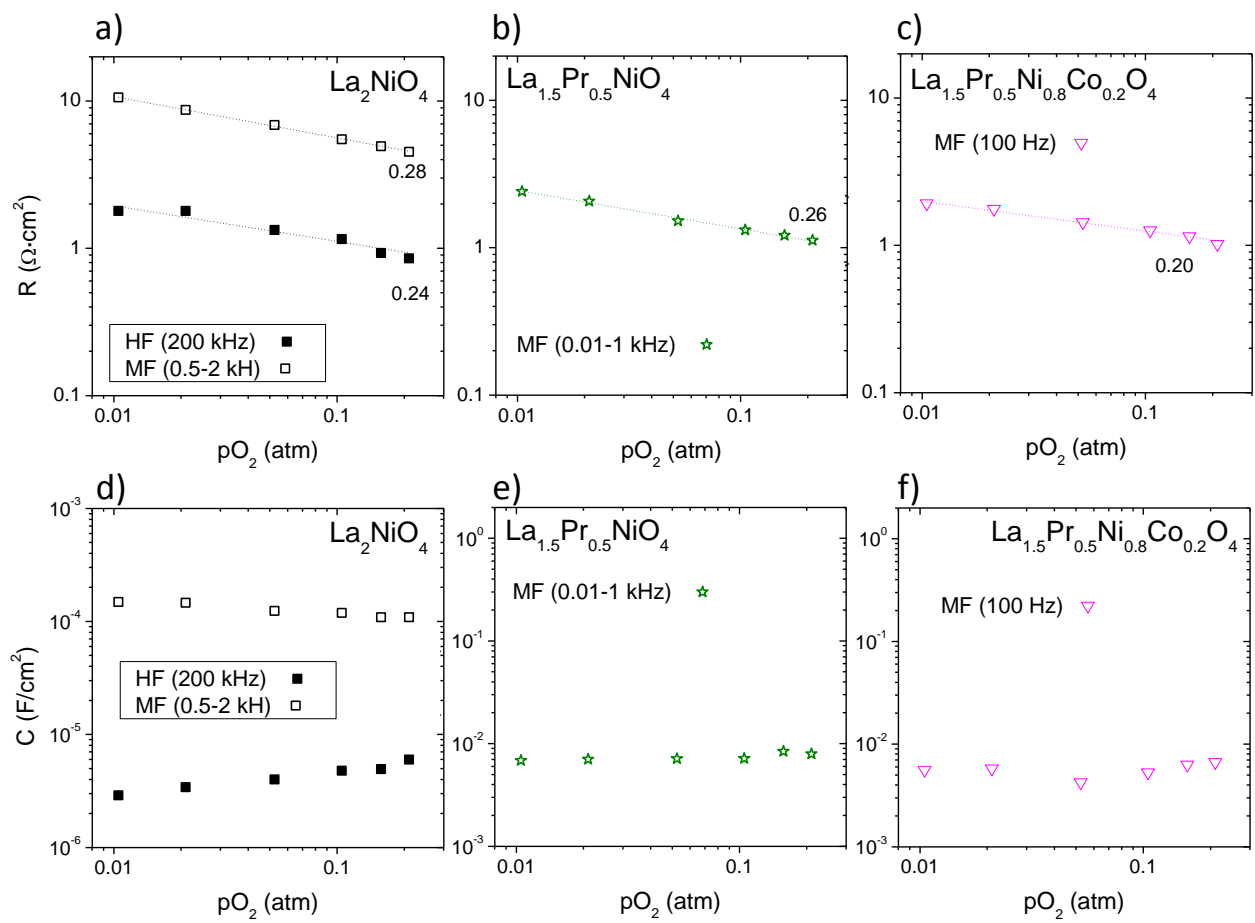 a)
La2NiO4
10
1
0.1
R (Ω·cm2)
0.28
0.24
HF (200 kHz)
MF (0.5-2 kH)
0.01
0.1
pO2 (atm)
b)
La1.5Pr0.5NiO4
10
1
0.1
0.26
MF (0.01-1 kHz)
0.01
0.1
pO2 (atm)
c)
La1.5Pr0.5Ni0.8Co0.2O4
10
1
0.1
MF (100 Hz)
0.20
0.01
0.1
pO2 (atm)
d)
La2NiO4
10-3
10-4
10-5
10-6
C (F/cm2)
HF (200 kHz)
MF (0.5-2 kH)
0.01
0.1
pO2 (atm)
e)
La1.5Pr0.5NiO4
100
10-1
10-2
10-3
MF (0.01-1 kHz)
0.01
0.1
pO2 (atm)
f)
La1.5Pr0.5Ni0.8Co0.2O4
100
10-1
10-2
10-3
MF (100 Hz)
0.01
0.1
pO2 (atm)